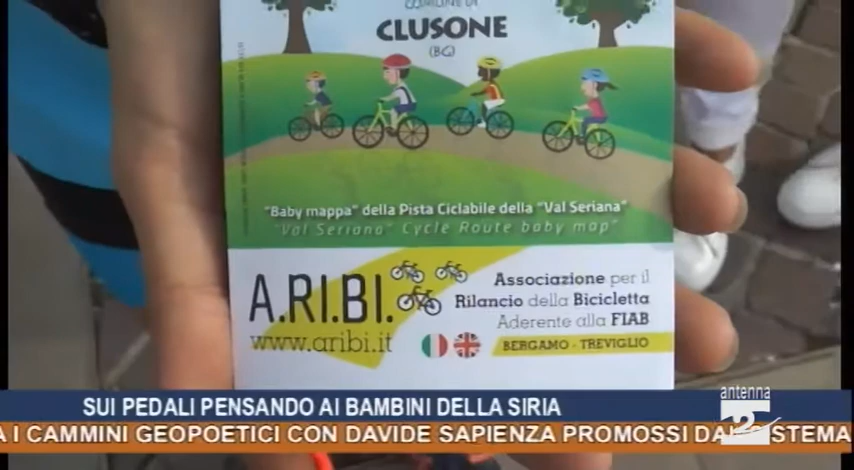 COMUNE DI
CLUSONE
(BG)
"Baby mappa" della Pista Ciclabile della "Val Seriana"
"Val Seriana" Cycle Route baby map"
A.RI.BI.
www.aribi.it
Associazione per il
Rilancio della Bicicletta
Aderente alla FIAB
BERGAMO - TREVIGLIO
SUI PEDALI PENSANDO AI BAMBINI DELLA SIRIA
antenna
2
A I CAMMINI GEOPOETICI CON DAVIDE SAPIENZA PROMOSSI DAL SISTEMA